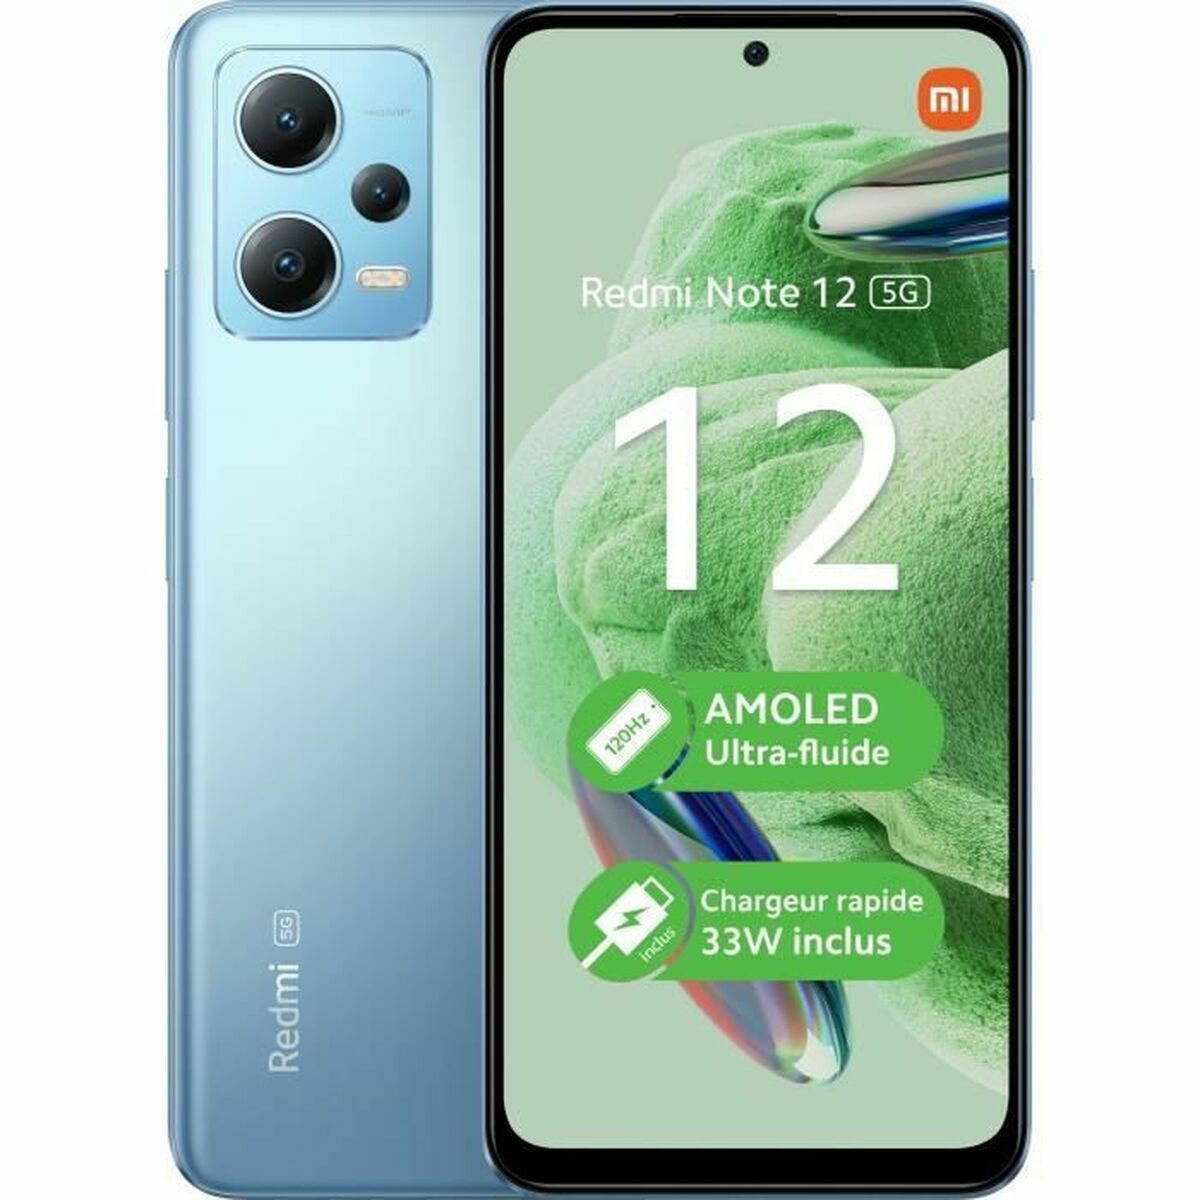 mi
Redmi Note 12 5G
12
120Hz
AMOLED
Ultra-fluide
Chargeur rapide
33W inclus
inclus
Redmi 5G